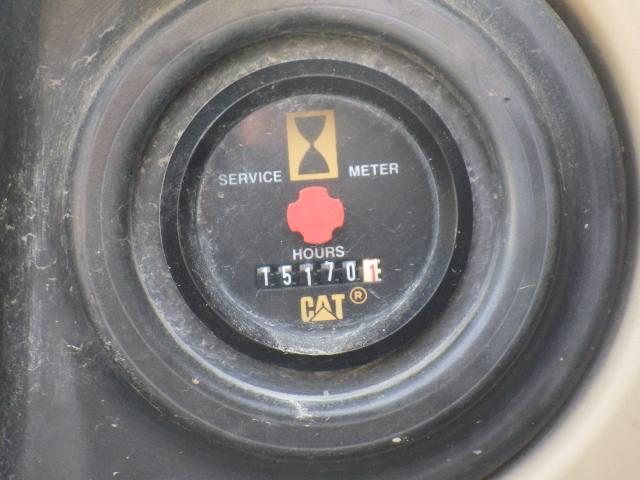 SERVICE METER
HOURS
151701
CAT®